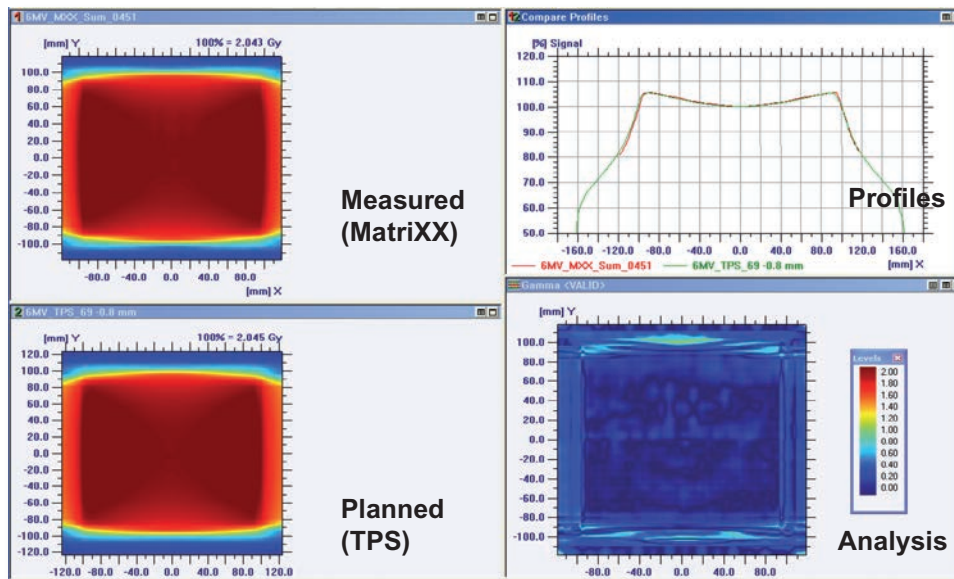 1 6MV_MXX_Sum_0451
[mm] Y 100% = 2.043 Gy
100.0
80.0
60.0
40.0
20.0
0.0
-20.0
-40.0
-60.0
-80.0
-100.0
-80.0 -40.0 0.0 40.0 80.0
[mm] X
Measured
(MatriXX)
12 Compare Profiles
[%] Signal
120.0
110.0
100.0
90.0
80.0
70.0
60.0
50.0
-160.0 -120.0 -80.0 -40.0 0.0 40.0 80.0 120.0 160.0
6MV_MXX_Sum_0451 6MV_TPS_69 -0.8 mm [mm] X
Profiles
2 6MV_TPS_69 -0.8 mm
[mm] Y 100% = 2.045 Gy
120.0
100.0
80.0
60.0
40.0
20.0
0.0
-20.0
-40.0
-60.0
-80.0
-100.0
-120.0
-120.0 -80.0 -40.0 0.0 40.0 80.0 120.0
Planned
(TPS)
Gamma <VALID>
[mm] Y
100.0
80.0
60.0
40.0
20.0
0.0
-20.0
-40.0
-60.0
-80.0
-100.0
-80.0 -40.0 0.0 40.0 80.0
Levels
2.00
1.80
1.60
1.40
1.20
1.00
0.80
0.60
0.40
0.20
0.00
Analysis